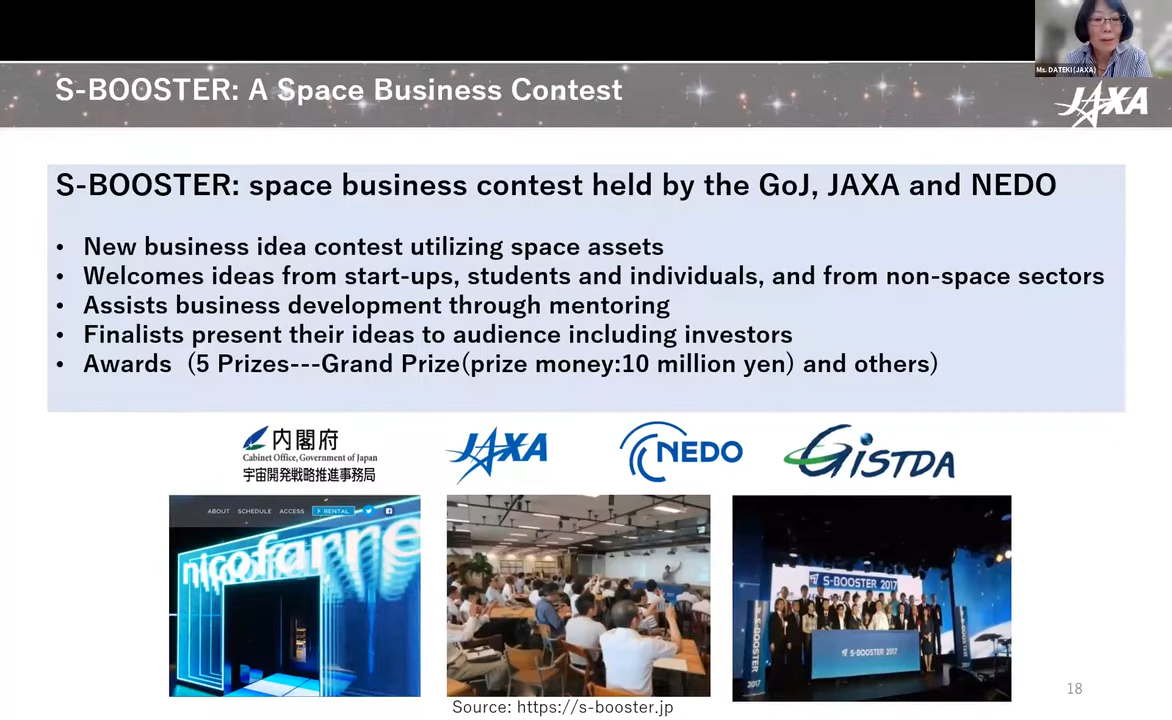 Ms. DATEKI(JAXA)
S-BOOSTER: A Space Business Contest
JAXA
S-BOOSTER: space business contest held by the GoJ, JAXA and NEDO
• New business idea contest utilizing space assets
• Welcomes ideas from start-ups, students and individuals, and from non-space sectors
• Assists business development through mentoring
• Finalists present their ideas to audience including investors
• Awards（5 Prizes---Grand Prize(prize money:10 million yen) and others)
内閣府
Cabinet Office, Government of Japan
宇宙開発戦略推進事務局
JAXA
NEDO
GISTDA
ABOUT SCHEDULE ACCESS RENTAL
nicofarre
S-BOOSTER 2017
S-BOOSTER 2017
S-BOOSTER
2017
2017
Source: https://s-booster.jp
18